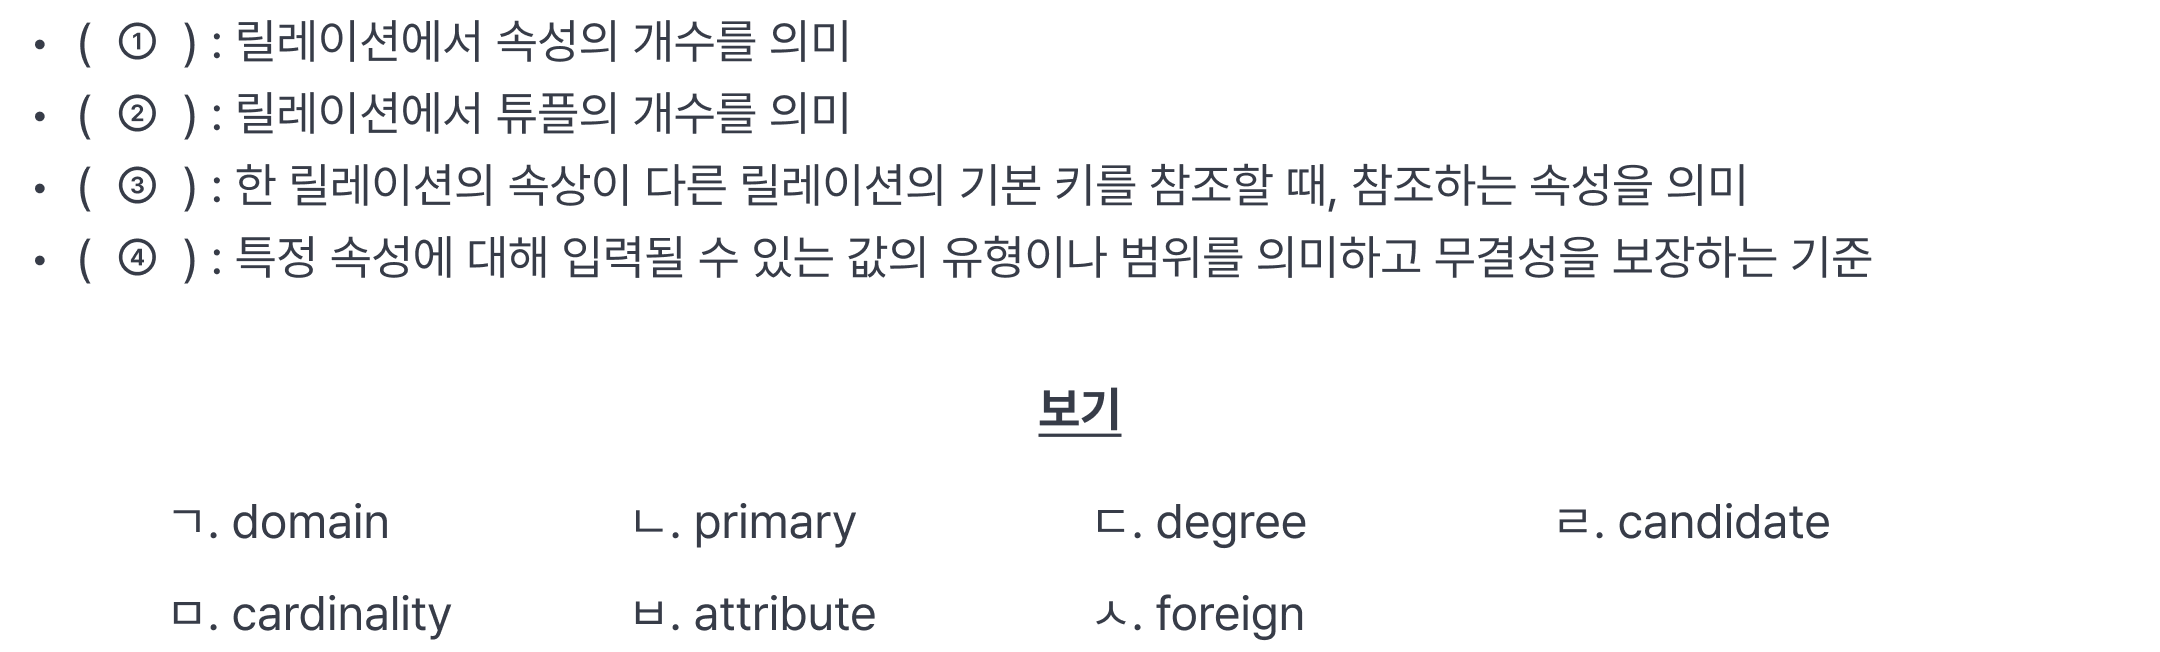 • ( ① ) : 릴레이션에서 속성의 개수를 의미
• ( ② ) : 릴레이션에서 튜플의 개수를 의미
• ( ③ ) : 한 릴레이션의 속상이 다른 릴레이션의 기본 키를 참조할 때, 참조하는 속성을 의미
• ( ④ ) : 특정 속성에 대해 입력될 수 있는 값의 유형이나 범위를 의미하고 무결성을 보장하는 기준
보기
ㄱ. domain ㄴ. primary ㄷ. degree ㄹ. candidate
ㅁ. cardinality ㅂ. attribute ㅅ. foreign